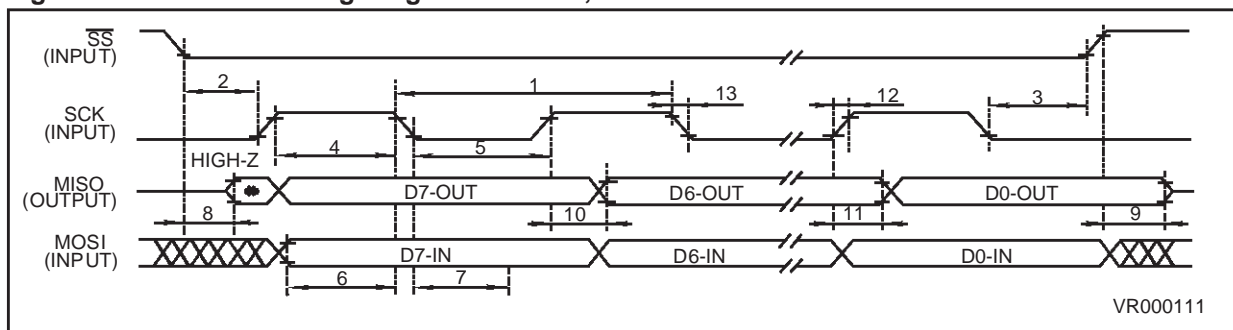 SS
(INPUT)
2
1
13
12
3
SCK
(INPUT)
4
5
HIGH-Z
MISO
(OUTPUT)
D7-OUT
D6-OUT
D0-OUT
8
10
11
9
MOSI
(INPUT)
D7-IN
D6-IN
D0-IN
6
7
VR000111